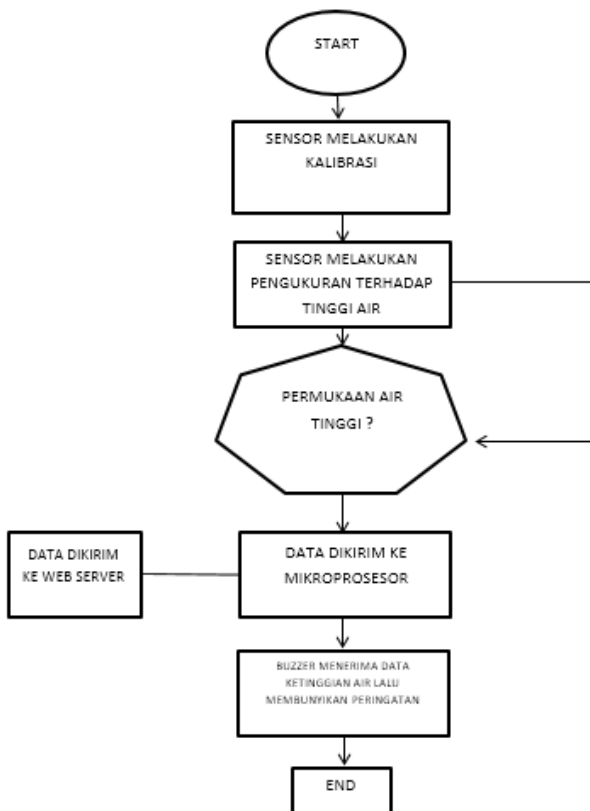 START
SENSOR MELAKUKAN
KALIBRASI
SENSOR MELAKUKAN
PENGUKURAN TERHADAP
TINGGI AIR
PERMUKAAN AIR
TINGGI ?
DATA DIKIRIM
KE WEB SERVER
DATA DIKIRIM KE
MIKROPROSESOR
BUZZER MENERIMA DATA
KETINGGIAN AIR LALU
MEMBUNYIKAN PERINGATAN
END